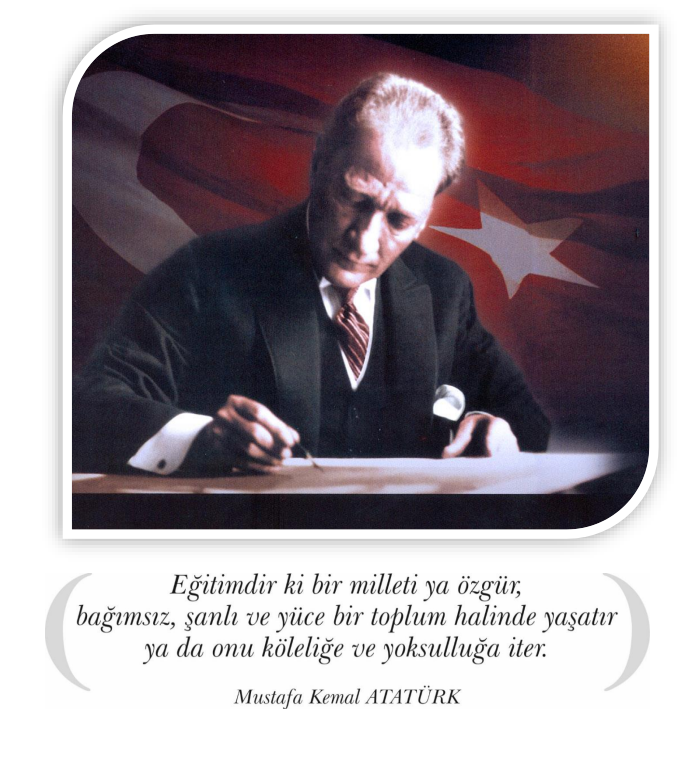 Eğitimdir ki bir milleti ya özgür,
bağımsız, şanlı ve yüce bir toplum halinde yaşatır
ya da onu köleliğe ve yoksulluğa iter.
Mustafa Kemal ATATÜRK